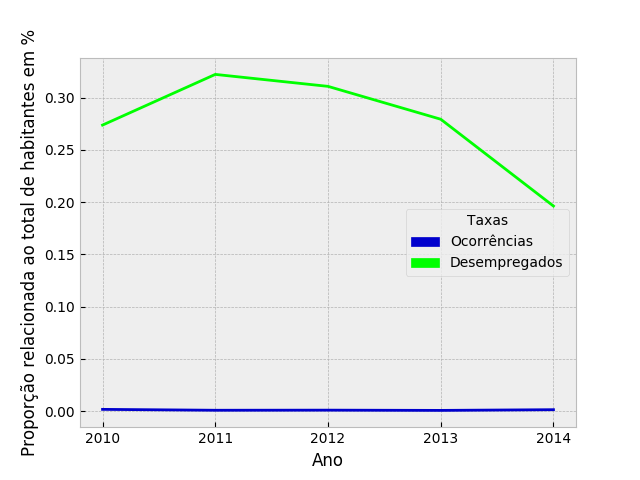 Proporção relacionada ao total de habitantes em %
0.30
0.25
0.20
0.15
0.10
0.05
0.00
Taxas
Ocorrências
Desempregados
2010 2011 2012 2013 2014
Ano